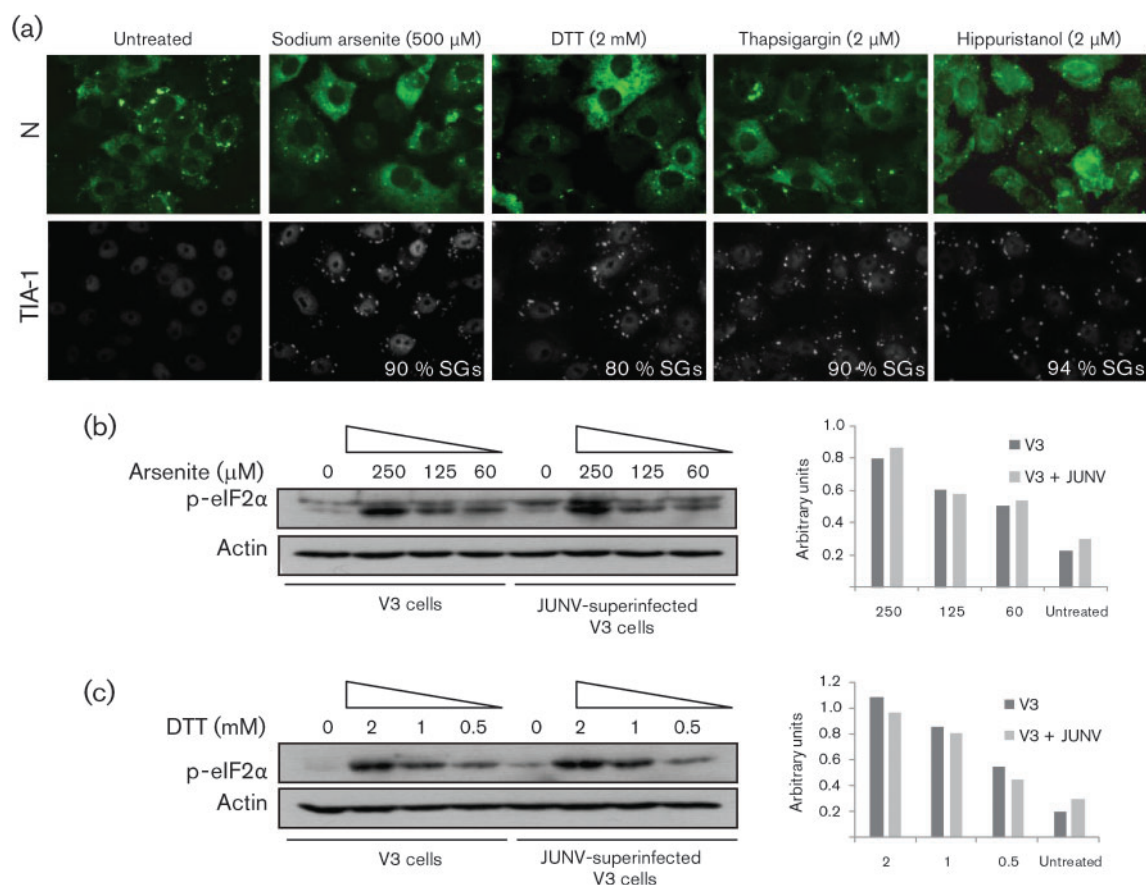 (a)
Untreated Sodium arsenite (500 μM) DTT (2 mM) Thapsigargin (2 μM) Hippuristanol (2 μM)
N
TIA-1
90 % SGs 80 % SGs 90 % SGs 94 % SGs
(b)
Arsenite (μM) 0 250 125 60 0 250 125 60
p-eIF2α
Actin
V3 cells JUNV-superinfected
V3 cells
Arbitrary units
1.0
0.8
0.6
0.4
0.2
V3
V3 + JUNV
250 125 60 Untreated
(c)
DTT (mM) 0 2 1 0.5 0 2 1 0.5
p-eIF2α
Actin
V3 cells JUNV-superinfected
V3 cells
Arbitrary units
1.2
1.0
0.8
0.6
0.4
0.2
V3
V3 + JUNV
2 1 0.5 Untreated